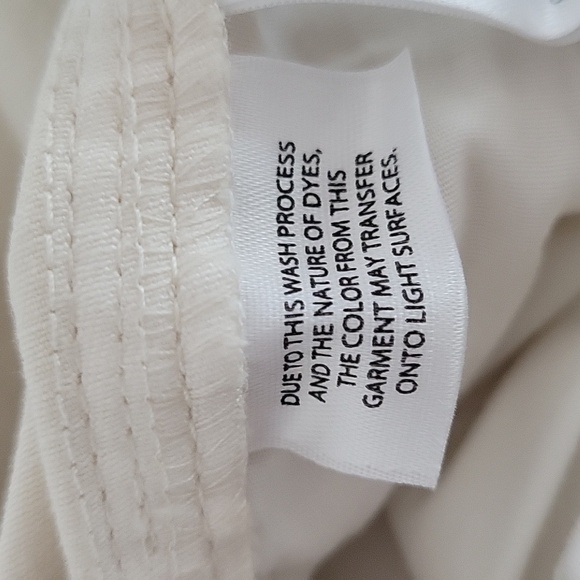 DUE TO THIS WASH PROCESS
AND THE NATURE OF DYES,
THE COLOR FROM THIS
GARMENT MAY TRANSFER
ONTO LIGHT SURFACES.